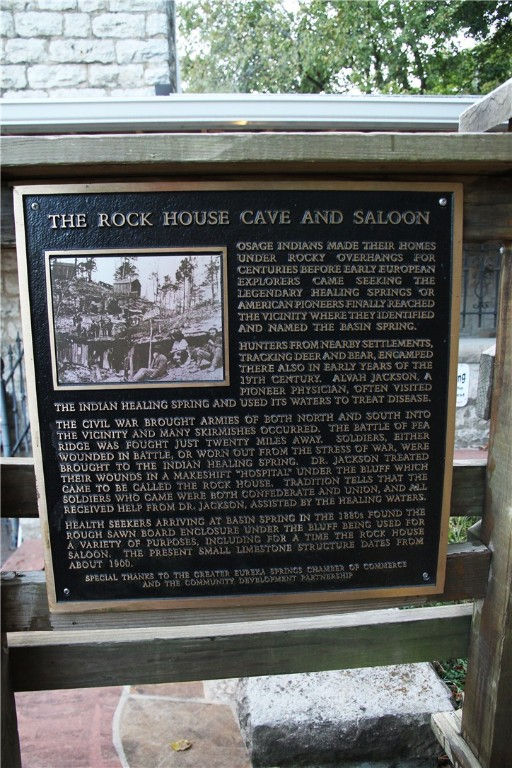 THE ROCK HOUSE CAVE AND SALOON
OSAGE INDIANS MADE THEIR HOMES
UNDER ROCKY OVERHANGS FOR
CENTURIES BEFORE EARLY EUROPEAN
EXPLORERS CAME SEEKING THE
LEGENDARY HEALING SPRINGS OR
AMERICAN PIONEERS FINALLY REACHED
THE VICINITY WHERE THEY IDENTIFIED
AND NAMED THE BASIN SPRING.
HUNTERS FROM NEARBY SETTLEMENTS,
TRACKING DEER AND BEAR, ENCAMPED
THERE ALSO IN EARLY YEARS OF THE
19TH CENTURY. ALVAH JACKSON, A
PIONEER PHYSICIAN, OFTEN VISITED
THE INDIAN HEALING SPRING AND USED ITS WATERS TO TREAT DISEASE.
THE CIVIL WAR BROUGHT ARMIES OF BOTH NORTH AND SOUTH INTO
THE VICINITY AND MANY SKIRMISHES OCCURRED. THE BATTLE OF PEA
RIDGE WAS FOUGHT JUST TWENTY MILES AWAY. SOLDIERS, EITHER
WOUNDED IN BATTLE, OR WORN OUT FROM THE STRESS OF WAR, WERE
BROUGHT TO THE INDIAN HEALING SPRING. DR. JACKSON TREATED
THEIR WOUNDS IN A MAKESHIFT "HOSPITAL" UNDER THE BLUFF WHICH
CAME TO BE CALLED THE ROCK HOUSE. TRADITION TELLS THAT THE
SOLDIERS WHO CAME WERE BOTH CONFEDERATE AND UNION, AND ALL
RECEIVED HELP FROM DR. JACKSON, ASSISTED BY THE HEALING WATERS.
HEALTH SEEKERS ARRIVING AT BASIN SPRING IN THE 1880s FOUND THE
ROUGH SAWN BOARD ENCLOSURE UNDER THE BLUFF BEING USED FOR
A VARIETY OF PURPOSES, INCLUDING FOR A TIME THE ROCK HOUSE
SALOON. THE PRESENT SMALL LIMESTONE STRUCTURE DATES FROM
ABOUT 1900.
SPECIAL THANKS TO THE GREATER EUREKA SPRINGS CHAMBER OF COMMERCE
AND THE COMMUNITY DEVELOPMENT PARTNERSHIP